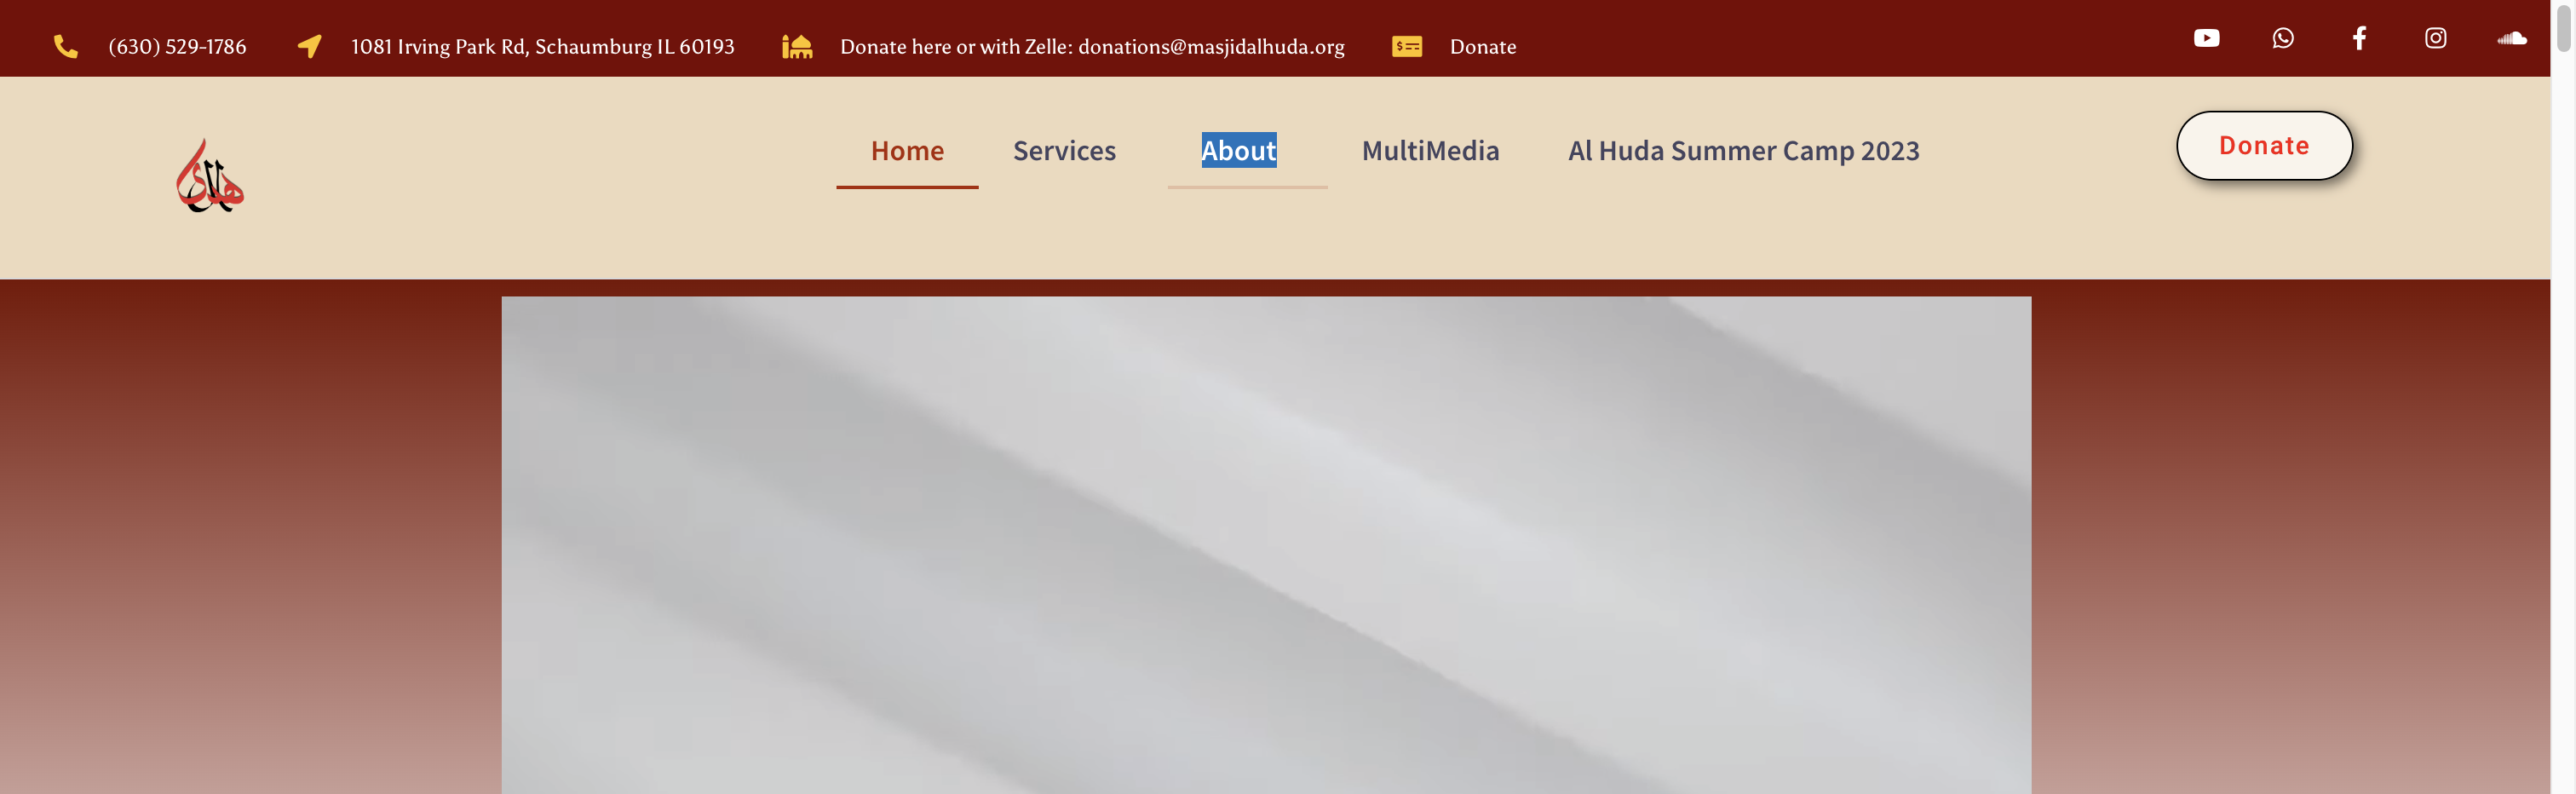 (630) 529-1786 1081 Irving Park Rd, Schaumburg IL 60193 Donate here or with Zelle: donations@masjidalhuda.org Donate
الهدى
Home Services About MultiMedia Al Huda Summer Camp 2023 Donate